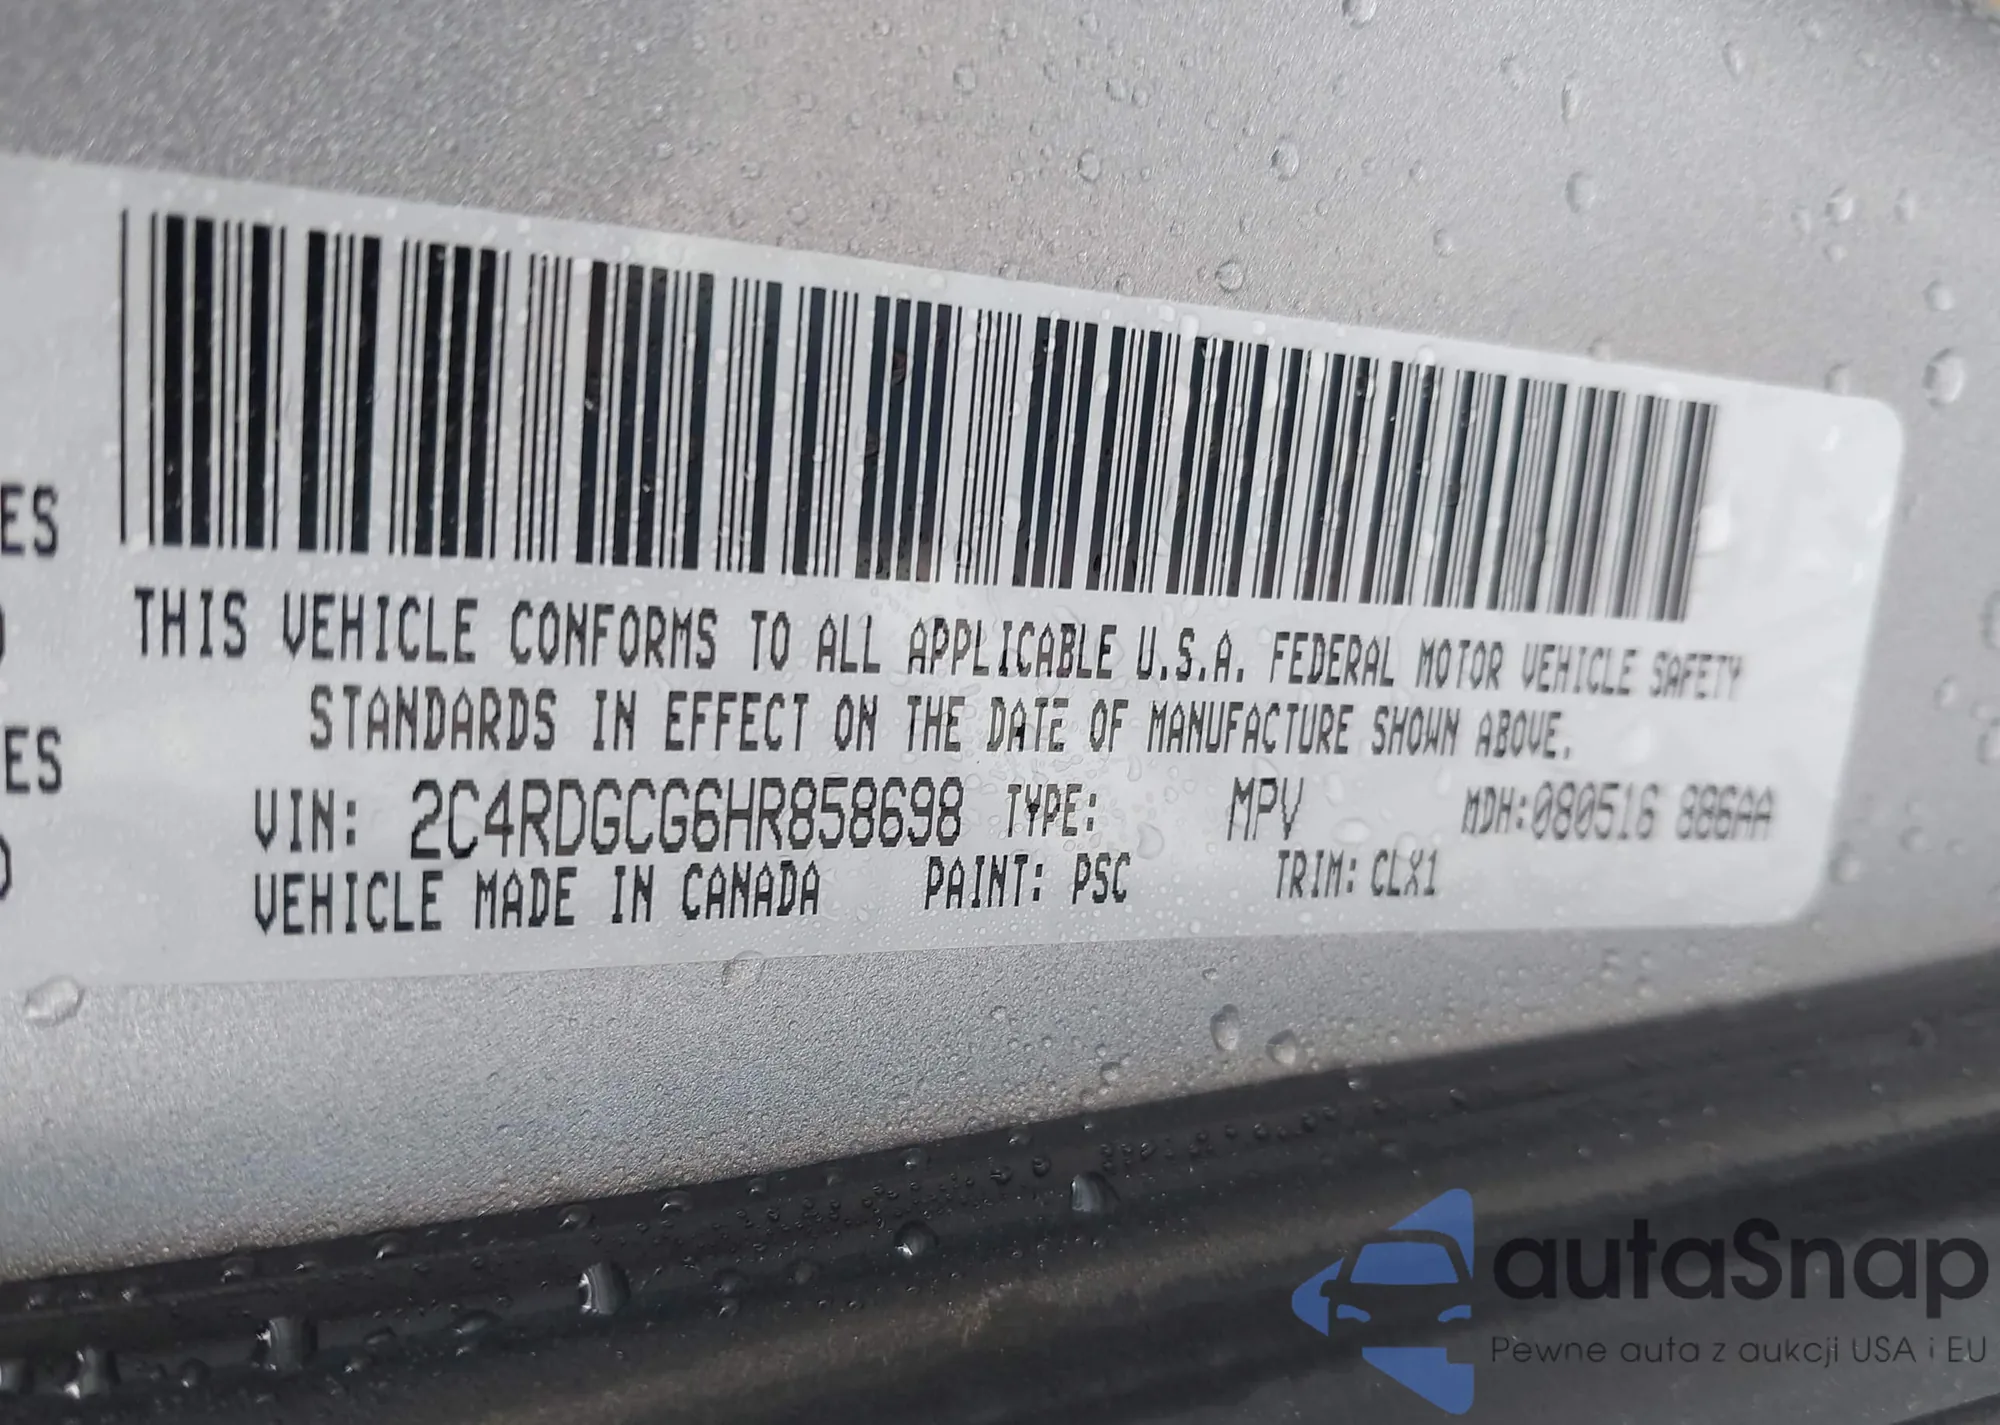 ES
THIS VEHICLE CONFORMS TO ALL APPLICABLE U.S.A. FEDERAL MOTOR VEHICLE SAFETY
STANDARDS IN EFFECT ON THE DATE OF MANUFACTURE SHOWN ABOVE.
ES
VIN: 2C4RDGCG6HR858698 TYPE: MPV MDH:080516 886AA
VEHICLE MADE IN CANADA PAINT: PSC TRIM: CLX1
autaSnap
Pewne auta z aukcji USA i EU